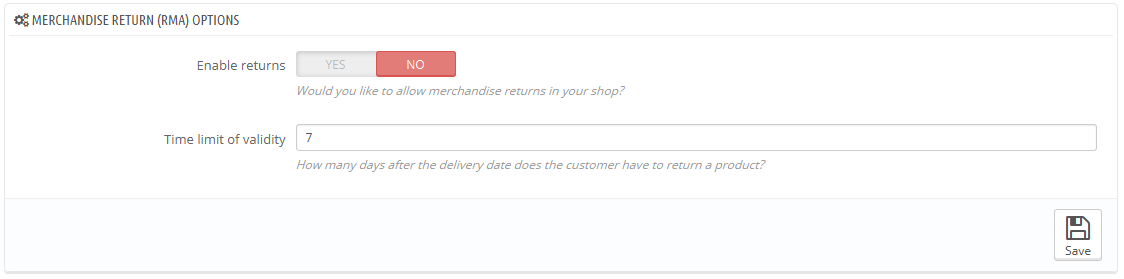 MERCHANDISE RETURN (RMA) OPTIONS
Enable returns YES NO
Would you like to allow merchandise returns in your shop?
Time limit of validity 7
How many days after the delivery date does the customer have to return a product?
Save